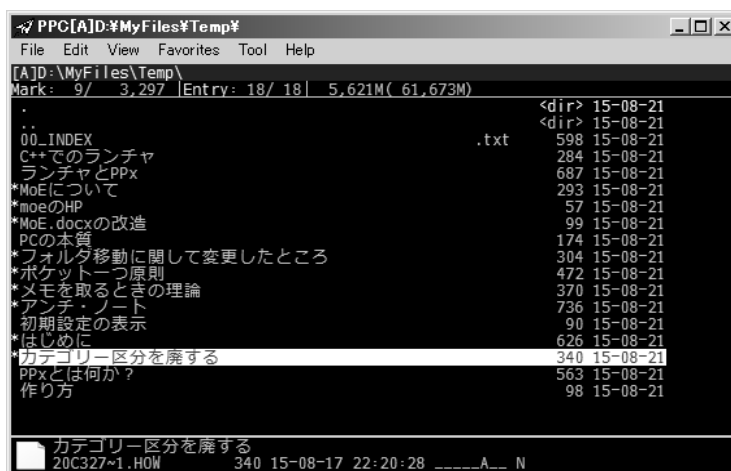 PPC[A]D:¥MyFiles¥Temp¥
File Edit View Favorites Tool Help
[A]D:\MyFiles\Temp\
Mark: 9/ 3,297 |Entry: 18/ 18| 5,621M( 61,673M)
. <dir> 15-08-21
.. <dir> 15-08-21
00_INDEX .txt 598 15-08-21
C++でのランチャ 284 15-08-21
ランチャとPPx 687 15-08-21
*MoEについて 293 15-08-21
*moeのHP 57 15-08-21
*MoE.docxの改造 99 15-08-21
PCの本質 174 15-08-21
*フォルダ移動に関して変更したところ 304 15-08-21
*ポケット一つ原則 472 15-08-21
*メモを取るときの理論 370 15-08-21
*アンチ・ノート 736 15-08-21
初期設定の表示 90 15-08-21
*はじめに 626 15-08-21
*カテゴリー区分を廃する 340 15-08-21
PPxとは何か？ 563 15-08-21
作り方 98 15-08-21
カテゴリー区分を廃する
20C327~1.HOW 340 15-08-17 22:20:28 _____A__ N